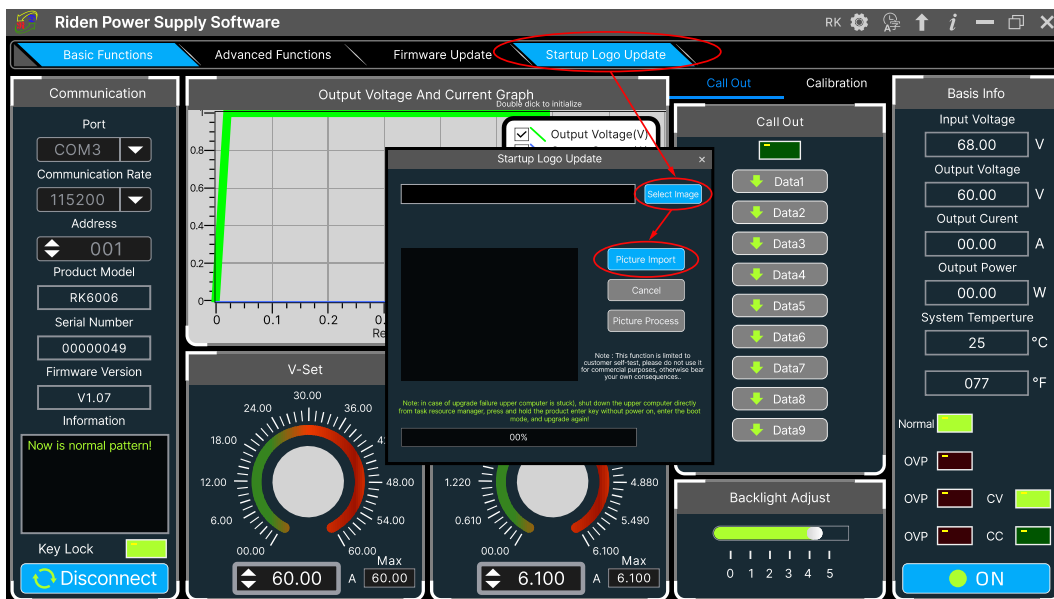 Riden Power Supply Software
RK
Basic Functions
Advanced Functions
Firmware Update
Startup Logo Update
Communication
Port
COM3
Communication Rate
115200
Address
001
Product Model
RK6006
Serial Number
00000049
Firmware Version
V1.07
Information
Now is normal pattern!
Key Lock
Disconnect
Output Voltage And Current Graph
Double dick to initialize
Output Voltage(V)
1
0.8
0.6
0.4
0.2
0
0 0.1 0.2 0.
Re
Startup Logo Update ×
Select Image
Picture Import
Cancel
Picture Process
Note : This function is limited to
customer self-test, please do not use it
for commercial purposes, otherwise bear
your own consequences..
Note: in case of upgrade failure upper computer is stuck), shut down the upper computer directly
from task resource manager, press and hold the product enter key without power on, enter the boot
mode, and upgrade again!
00%
V-Set
30.00
24.00 36.00
18.00 4
12.00 48.00
6.00 54.00
00.00 60.00
Max
60.00 A 60.00
1.220 4.880
0.610 5.490
00.00 6.100
Max
6.100 A 6.100
Call Out
Calibration
Call Out
Data1
Data2
Data3
Data4
Data5
Data6
Data7
Data8
Data9
Backlight Adjust
0 1 2 3 4 5
Basis Info
Input Voltage
68.00 V
Output Voltage
60.00 V
Output Curent
00.00 A
Output Power
00.00 W
System Temperture
25 °C
077 °F
Normal
OVP
OVP CV
OVP CC
ON